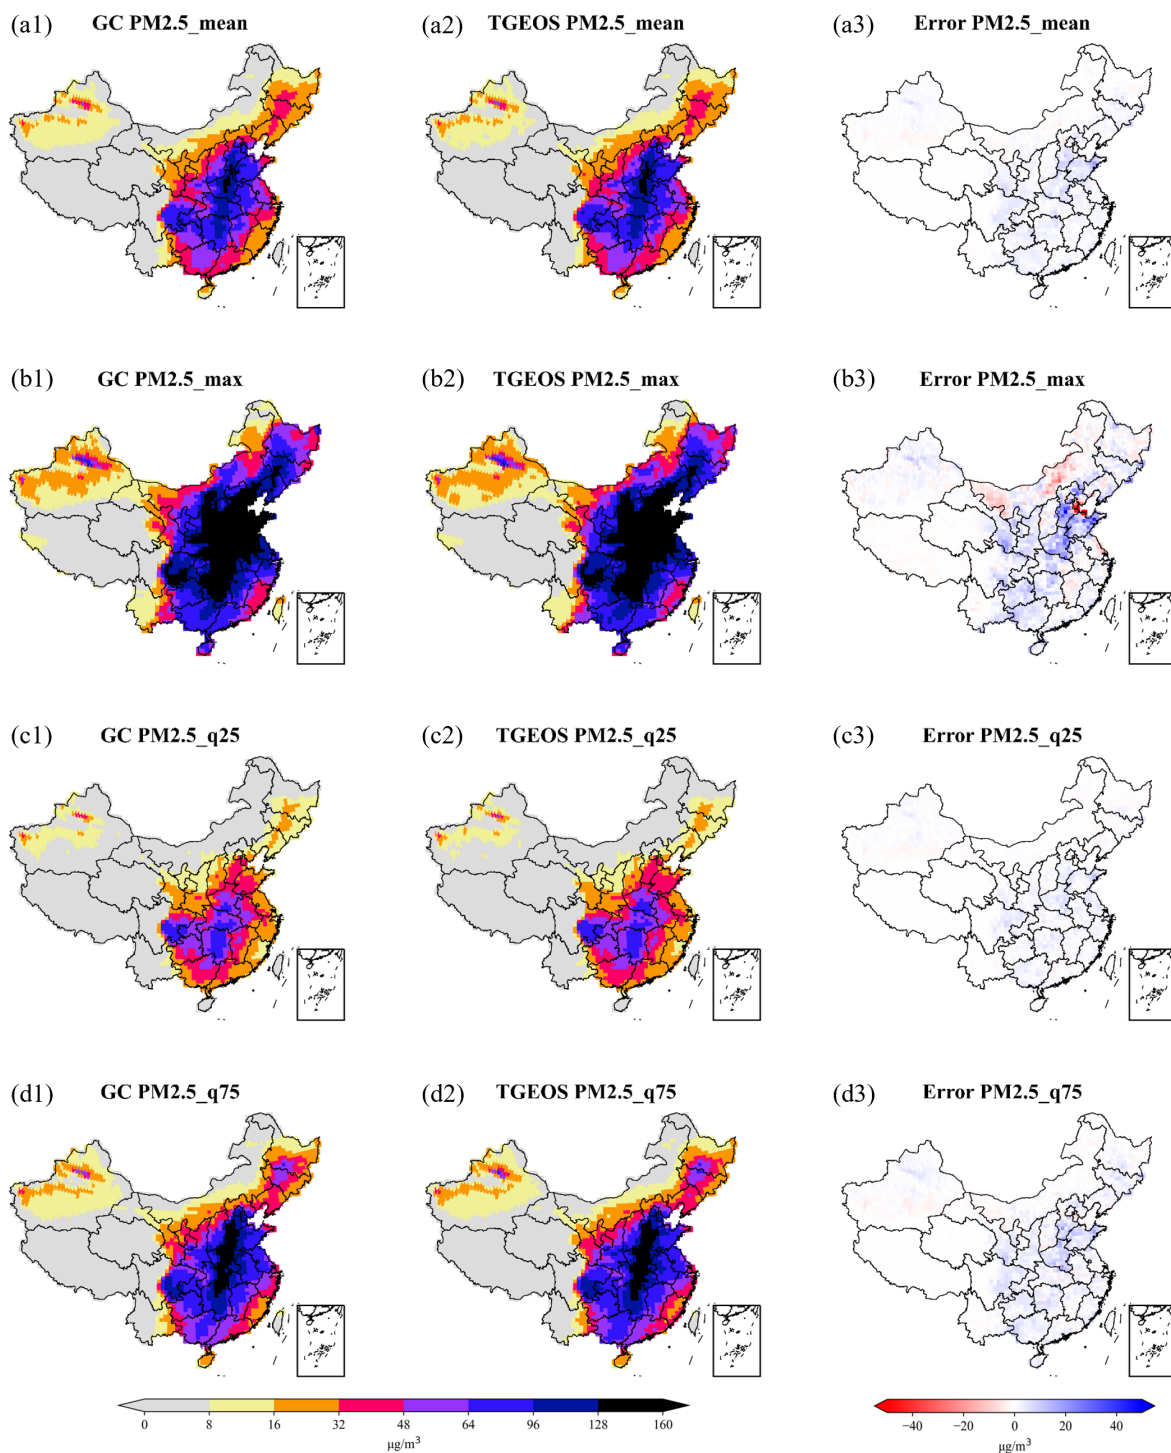 (a1) GC PM2.5_mean (a2) TGEOS PM2.5_mean (a3) Error PM2.5_mean
(b1) GC PM2.5_max (b2) TGEOS PM2.5_max (b3) Error PM2.5_max
(c1) GC PM2.5_q25 (c2) TGEOS PM2.5_q25 (c3) Error PM2.5_q25
(d1) GC PM2.5_q75 (d2) TGEOS PM2.5_q75 (d3) Error PM2.5_q75
0 8 16 32 48 64 96 128 160
μg/m³
−40 −20 0 20 40
μg/m³